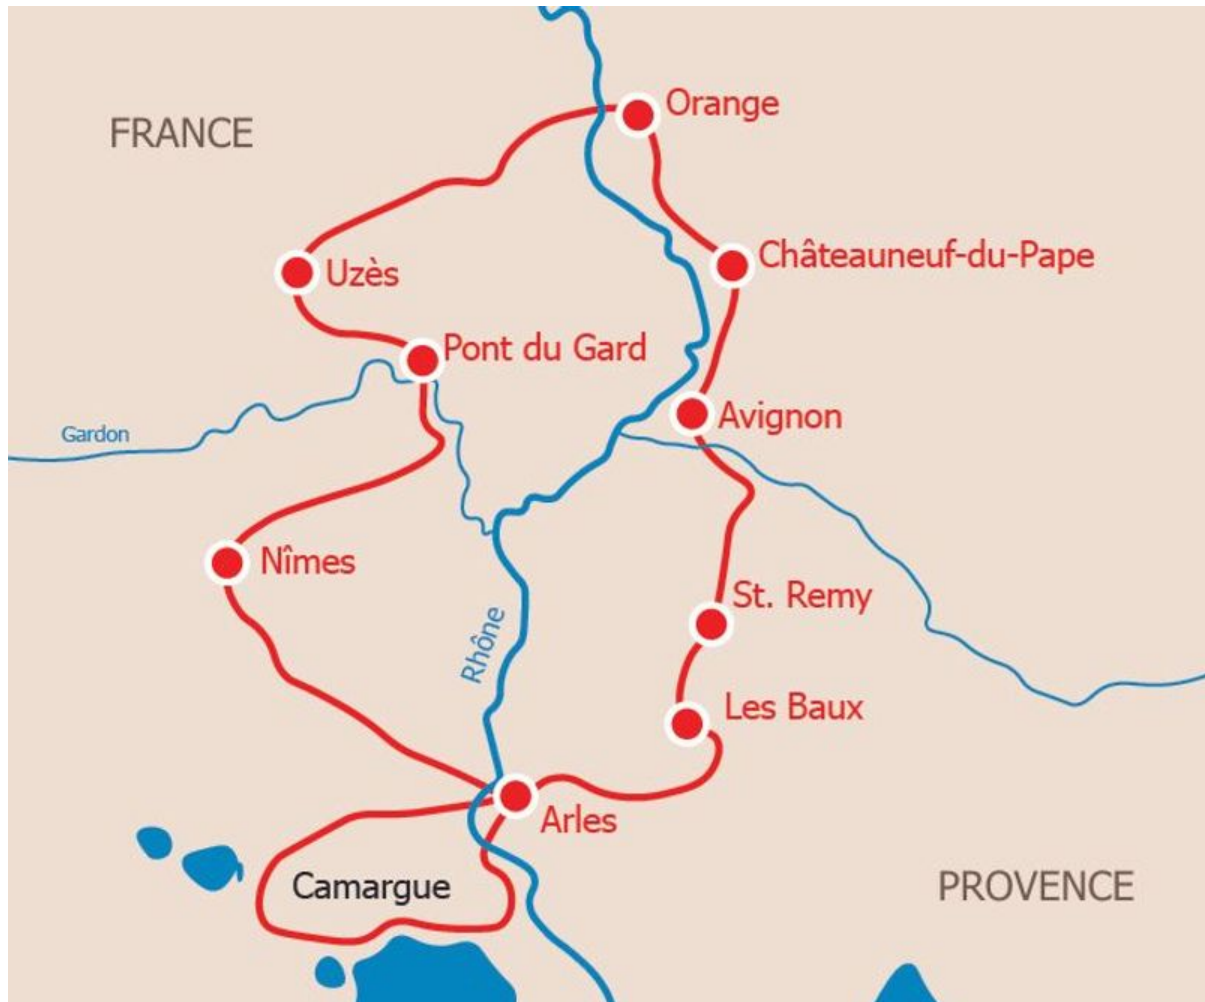 Orange
FRANCE
Châteauneuf-du-Pape
Uzès
Pont du Gard
Avignon
Gardon
Nîmes
St. Remy
Rhône
Les Baux
Arles
Camargue
PROVENCE